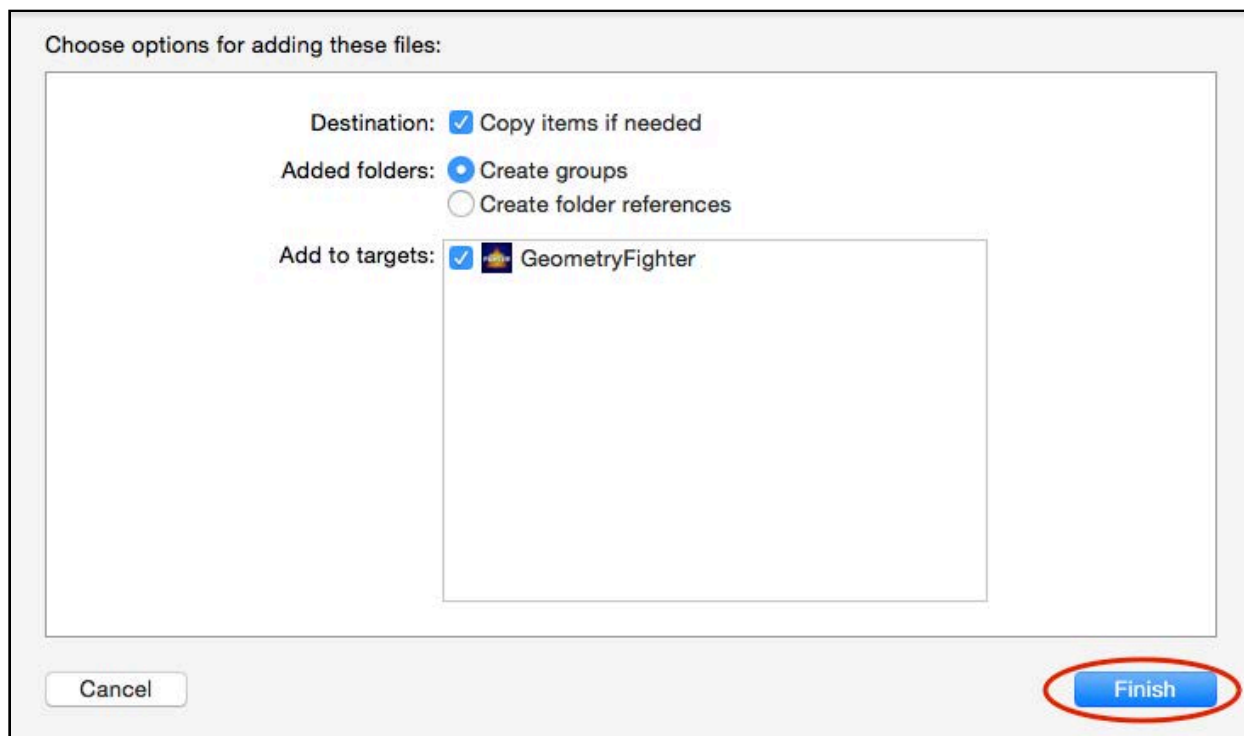 Choose options for adding these files:
Destination: Copy items if needed
Added folders: Create groups
Create folder references
Add to targets: GeometryFighter
Cancel Finish